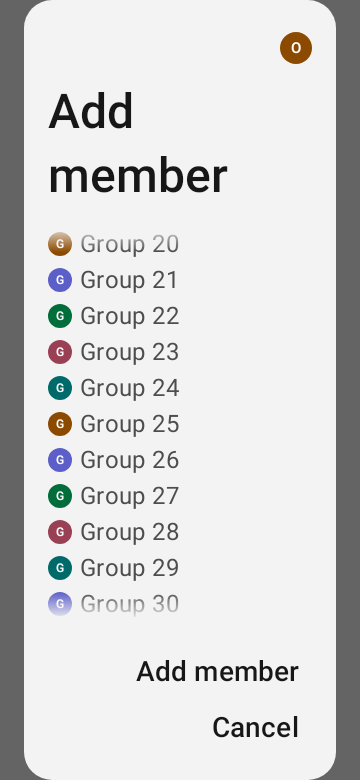 O
Add
member
G Group 20
G Group 21
G Group 22
G Group 23
G Group 24
G Group 25
G Group 26
G Group 27
G Group 28
G Group 29
G Group 30
Add member
Cancel